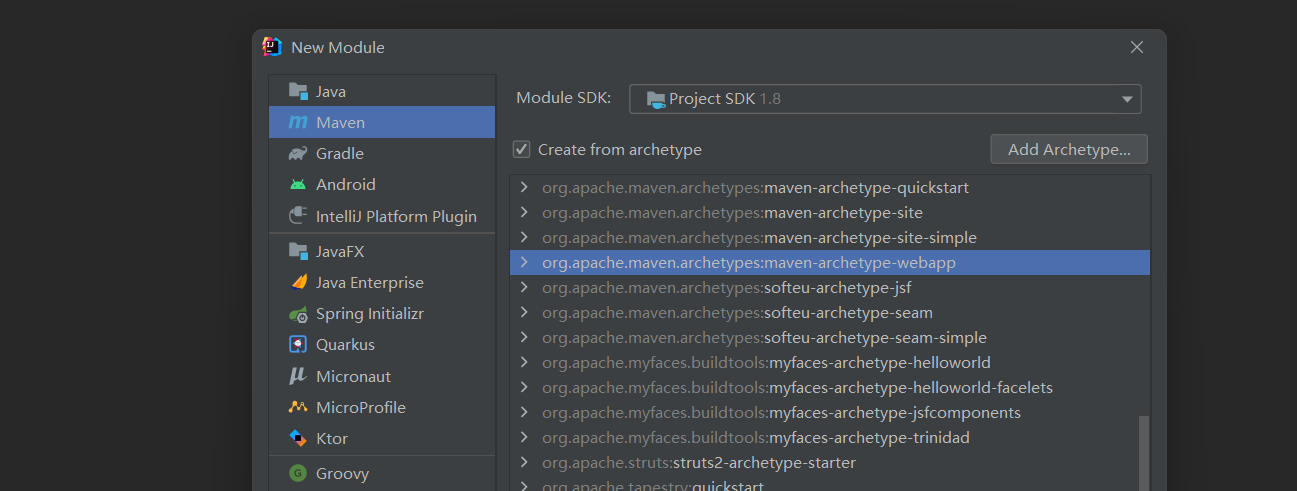 New Module
Java
Maven
Gradle
Android
IntelliJ Platform Plugin
JavaFX
Java Enterprise
Spring Initializr
Quarkus
Micronaut
MicroProfile
Ktor
Groovy
Module SDK: Project SDK 1.8
Create from archetype
Add Archetype...
org.apache.maven.archetypes:maven-archetype-quickstart
org.apache.maven.archetypes:maven-archetype-site
org.apache.maven.archetypes:maven-archetype-site-simple
org.apache.maven.archetypes:maven-archetype-webapp
org.apache.maven.archetypes:softeu-archetype-jsf
org.apache.maven.archetypes:softeu-archetype-seam
org.apache.maven.archetypes:softeu-archetype-seam-simple
org.apache.myfaces.buildtools:myfaces-archetype-helloworld
org.apache.myfaces.buildtools:myfaces-archetype-helloworld-facelets
org.apache.myfaces.buildtools:myfaces-archetype-jsfcomponents
org.apache.myfaces.buildtools:myfaces-archetype-trinidad
org.apache.struts:struts2-archetype-starter
org.apache.tapestry:quickstart